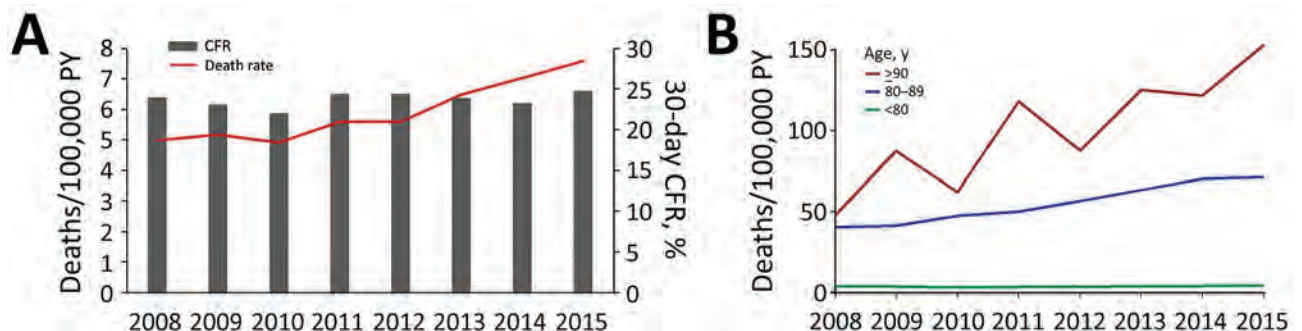 A
CFR
Death rate
Deaths/100,000 PY
8
7
6
5
4
3
2
1
0
30
25
20
15
10
5
0
30-day CFR, %
2008 2009 2010 2011 2012 2013 2014 2015
B
Age, y
≥90
80–89
<80
Deaths/100,000 PY
150
100
50
0
2008 2009 2010 2011 2012 2013 2014 2015